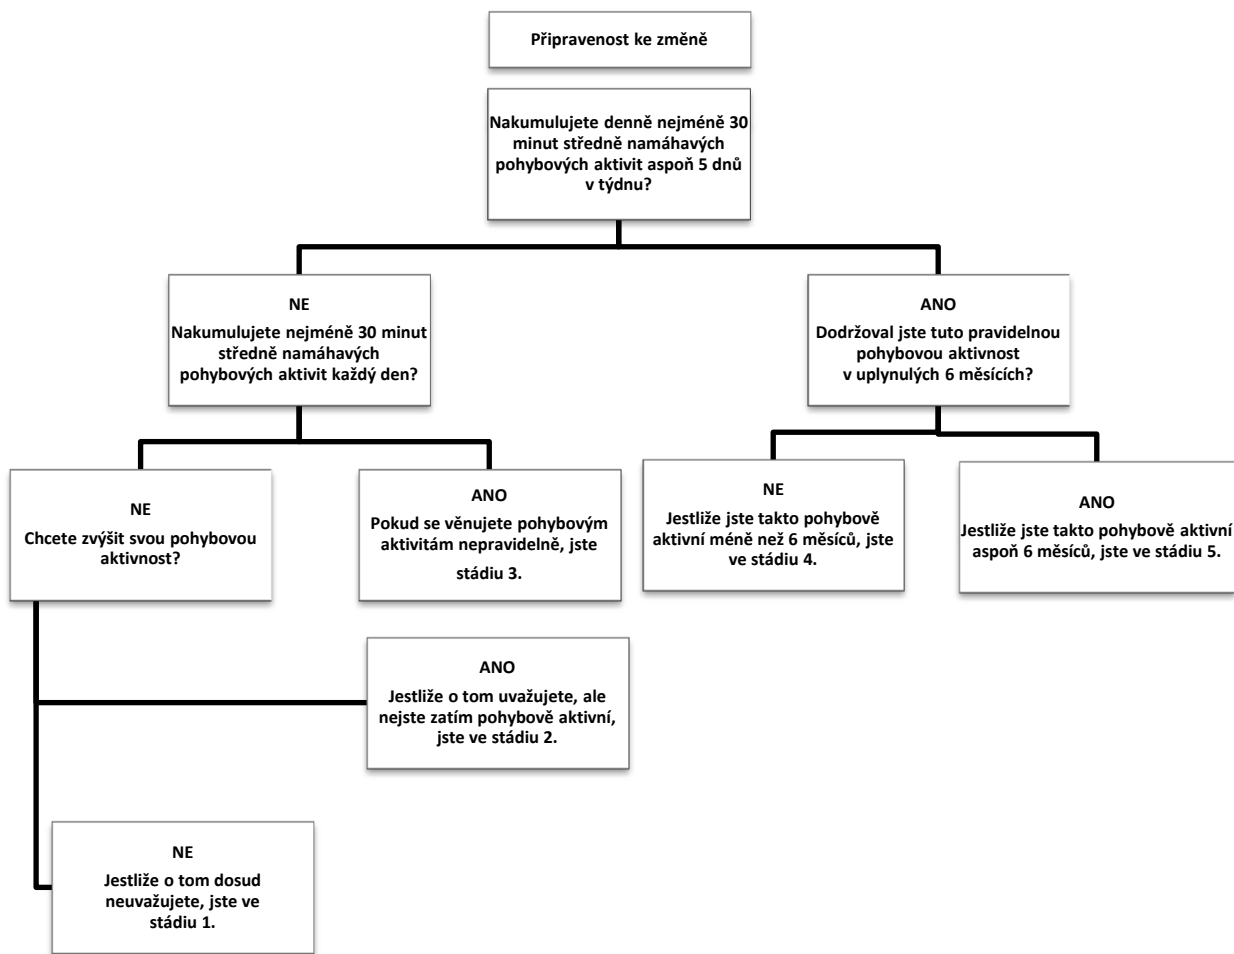 Připravenost ke změně
Nakumulujete denně nejméně 30
minut středně namáhavých
pohybových aktivit aspoň 5 dnů
v týdnu?
NE
Nakumulujete nejméně 30 minut
středně namáhavých
pohybových aktivit každý den?
ANO
Dodržoval jste tuto pravidelnou
pohybovou aktivnost
v uplynulých 6 měsících?
NE
Chcete zvýšit svou pohybovou
aktivnost?
ANO
Pokud se věnujete pohybovým
aktivitám nepravidelně, jste
stádiu 3.
NE
Jestliže jste takto pohybově
aktivní méně než 6 měsíců, jste
ve stádiu 4.
ANO
Jestliže jste takto pohybově aktivní
aspoň 6 měsíců, jste ve stádiu 5.
ANO
Jestliže o tom uvažujete, ale
nejste zatím pohybově aktivní,
jste ve stádiu 2.
NE
Jestliže o tom dosud
neuvažujete, jste ve
stádiu 1.